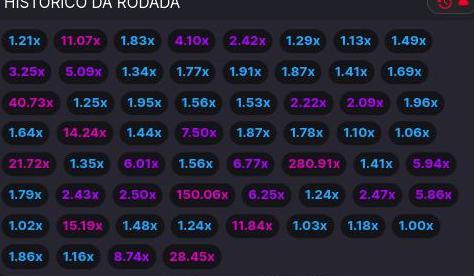 HISTÓRICO DA RODADA
1.21x 11.07x 1.83x 4.10x 2.42x 1.29x 1.13x 1.49x
3.25x 5.09x 1.34x 1.77x 1.91x 1.87x 1.41x 1.69x
40.73x 1.25x 1.95x 1.56x 1.53x 2.22x 2.09x 1.96x
1.64x 14.24x 1.44x 7.50x 1.87x 1.78x 1.10x 1.06x
21.72x 1.35x 6.01x 1.56x 6.77x 280.91x 1.41x 5.94x
1.79x 2.43x 2.50x 150.06x 6.25x 1.24x 2.47x 5.86x
1.02x 15.19x 1.48x 1.24x 11.84x 1.03x 1.18x 1.00x
1.86x 1.16x 8.74x 28.45x